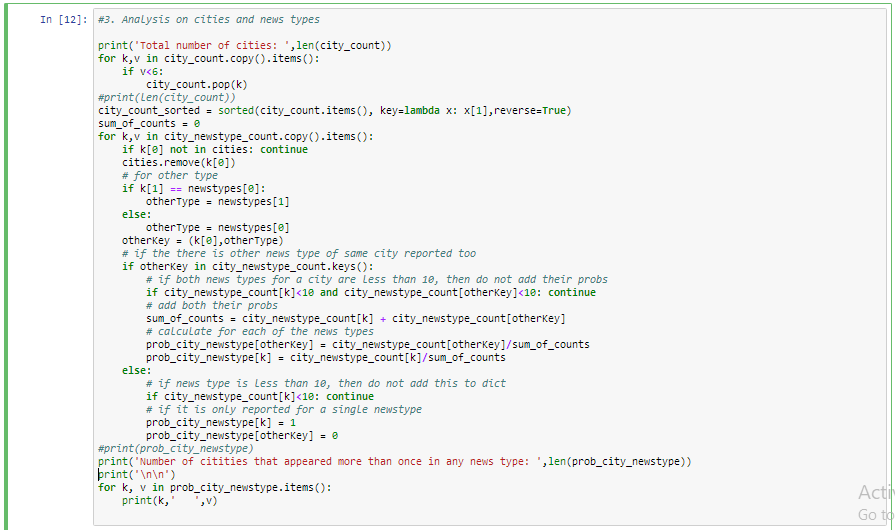 In [12]: #3. Analysis on cities and news types
print('Total number of cities: ',len(city_count))
for k,v in city_count.copy().items():
    if v<6:
        city_count.pop(k)
#print(len(city_count))
city_count_sorted = sorted(city_count.items(), key=lambda x: x[1],reverse=True)
sum_of_counts = 0
for k,v in city_newstype_count.copy().items():
    if k[0] not in cities: continue
    cities.remove(k[0])
    # for other type
    if k[1] == newstypes[0]:
        otherType = newstypes[1]
    else:
        otherType = newstypes[0]
    otherKey = (k[0],otherType)
    # if the there is other news type of same city reported too
    if otherKey in city_newstype_count.keys():
        # if both news types for a city are less than 10, then do not add their probs
        if city_newstype_count[k]<10 and city_newstype_count[otherKey]<10: continue
        # add both their probs
        sum_of_counts = city_newstype_count[k] + city_newstype_count[otherKey]
        # calculate for each of the news types
        prob_city_newstype[otherKey] = city_newstype_count[otherKey]/sum_of_counts
        prob_city_newstype[k] = city_newstype_count[k]/sum_of_counts
    else:
        # if news type is less than 10, then do not add this to dict
        if city_newstype_count[k]<10: continue
        # if it is only reported for a single newstype
        prob_city_newstype[k] = 1
        prob_city_newstype[otherKey] = 0
#print(prob_city_newstype)
print('Number of citities that appeared more than once in any news type: ',len(prob_city_newstype))
print('\n\n')
for k, v in prob_city_newstype.items():
    print(k,'   ',v)
Activ
Go to